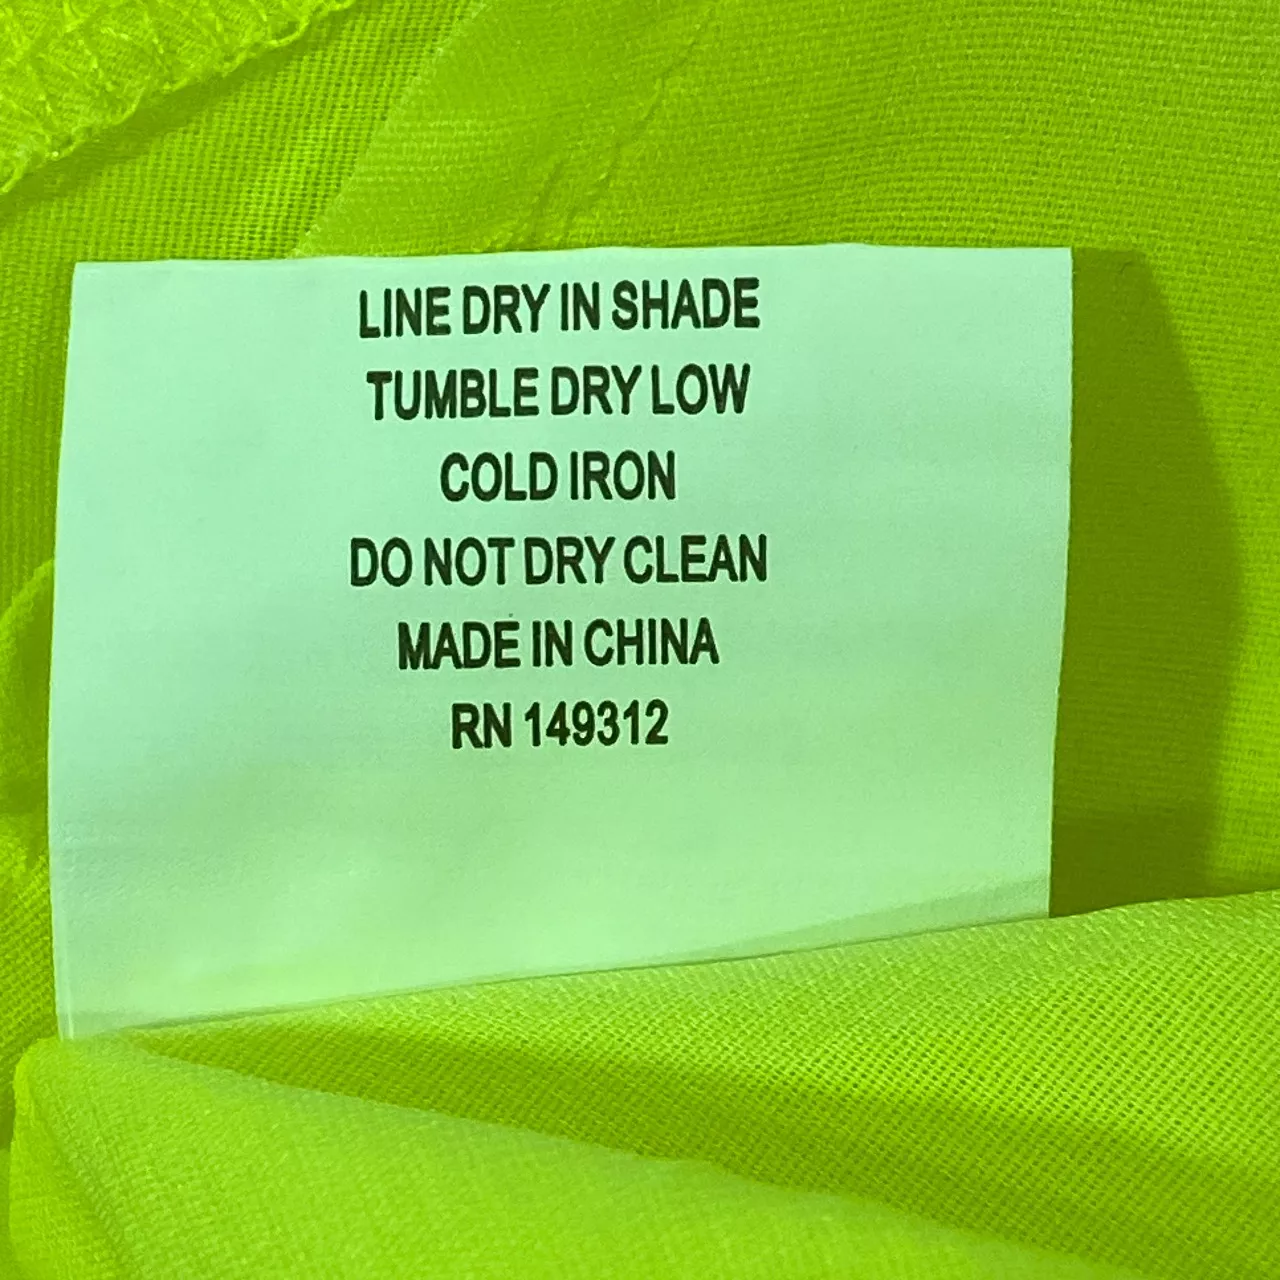 LINE DRY IN SHADE
TUMBLE DRY LOW
COLD IRON
DO NOT DRY CLEAN
MADE IN CHINA
RN 149312